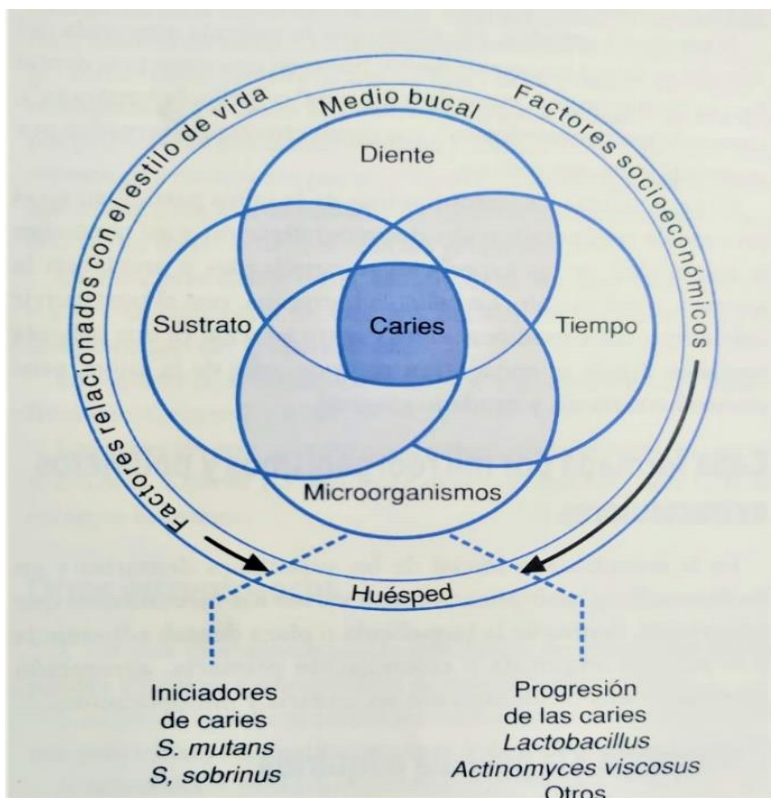 Factores relacionados con el estilo de vida
Medio bucal
Factores socioeconómicos
Diente
Sustrato
Caries
Tiempo
Microorganismos
Huésped
Iniciadores
de caries
S. mutans
S, sobrinus
Progresión
de las caries
Lactobacillus
Actinomyces viscosus
Otros